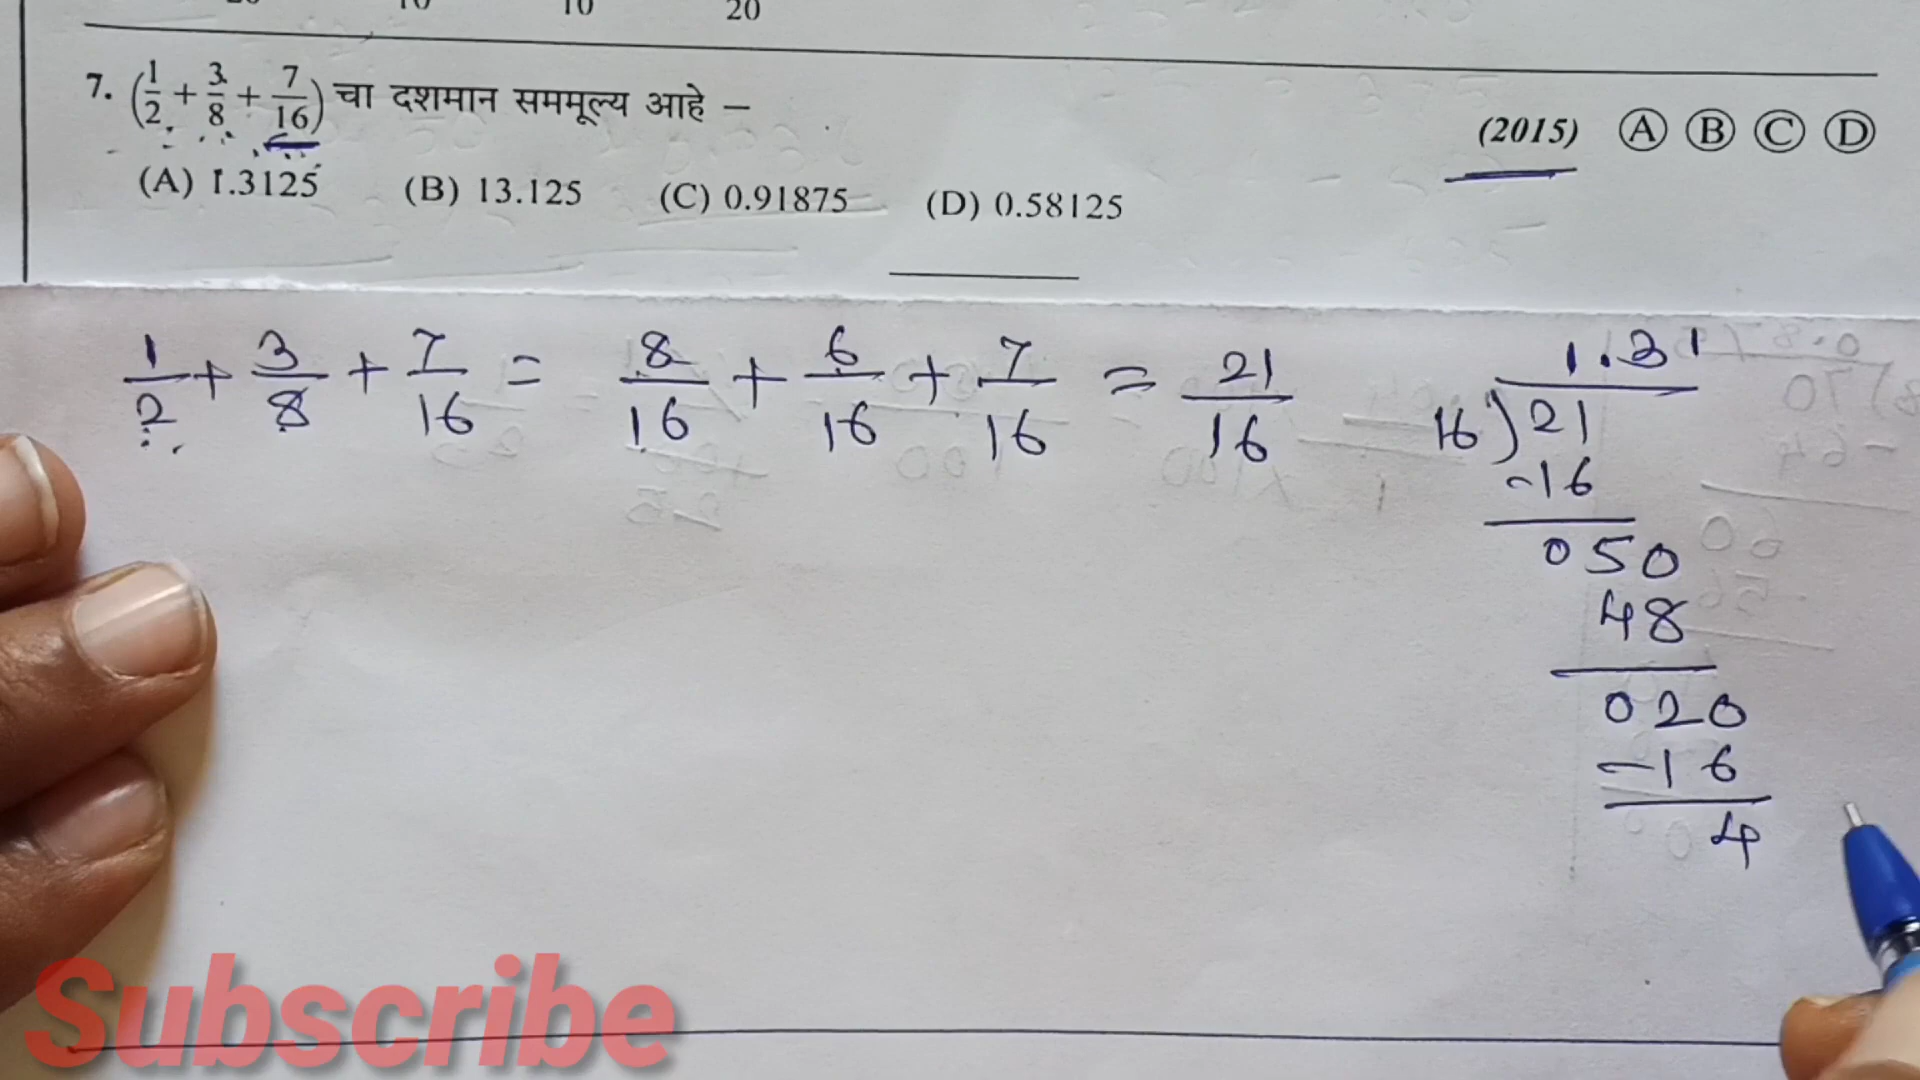 10 20
7. (1/2 + 3/8 + 7/16) चा दशमान सममूल्य आहे –
(2015) Ⓐ Ⓑ Ⓒ Ⓓ
(A) 1.3125 (B) 13.125 (C) 0.91875 (D) 0.58125
1/2 + 3/8 + 7/16 = 8/16 + 6/16 + 7/16 = 21/16
1.31
16)21
-16
050
48
020
-16
4
Subscribe